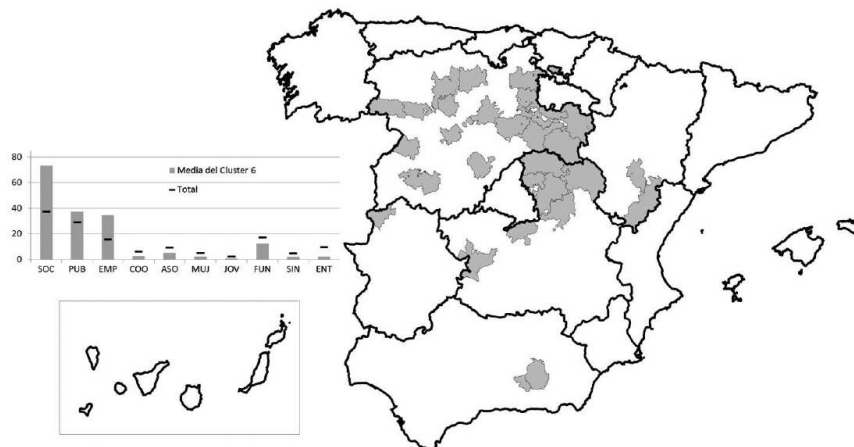 80
60
40
20
0
Media del Cluster 6
Total
SOC PUB EMP COO ASO MUJ JOV FUN SIN ENT